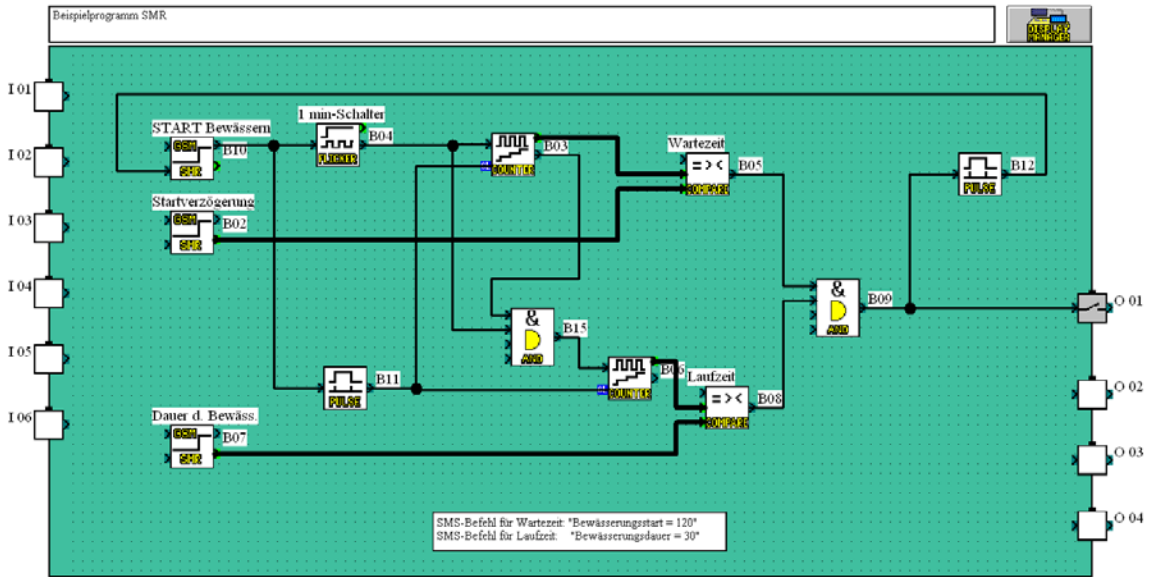 Beispielprogramm SMR
DISPLAY
MANAGER
I 01
I 02
I 03
I 04
I 05
I 06
START Bewässern
GSM
SMR
B10
1 min-Schalter
FLICKER
B04
COUNTER
B03
Wartezeit
=><
COMPARE
B05
PULSE
B12
Startverzögerung
GSM
SMR
B02
&
AND
B15
&
AND
B09
O 01
PULSE
B11
COUNTER
B06
Laufzeit
=><
COMPARE
B08
O 02
Dauer d. Bewäss.
GSM
SMR
B07
O 03
O 04
SMS-Befehl für Wartezeit: "Bewässerungsstart = 120"
SMS-Befehl für Laufzeit: "Bewässerungsdauer = 30"